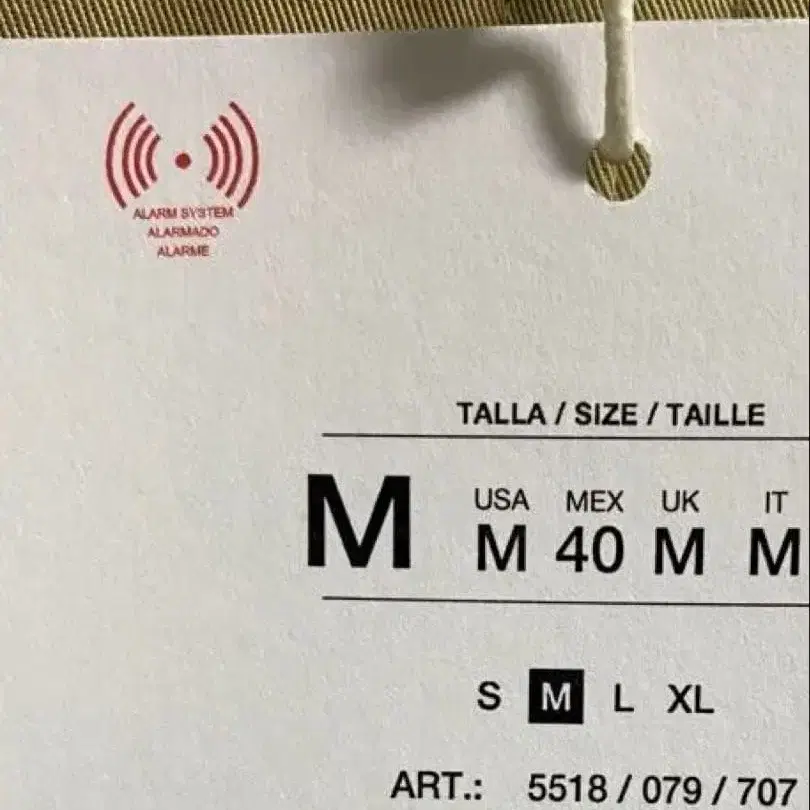 ALARM SYSTEM
ALARMADO
ALARME
TALLA / SIZE / TAILLE
USA MEX UK IT
M M 40 M M
S M L XL
ART.: 5518 / 079 / 707